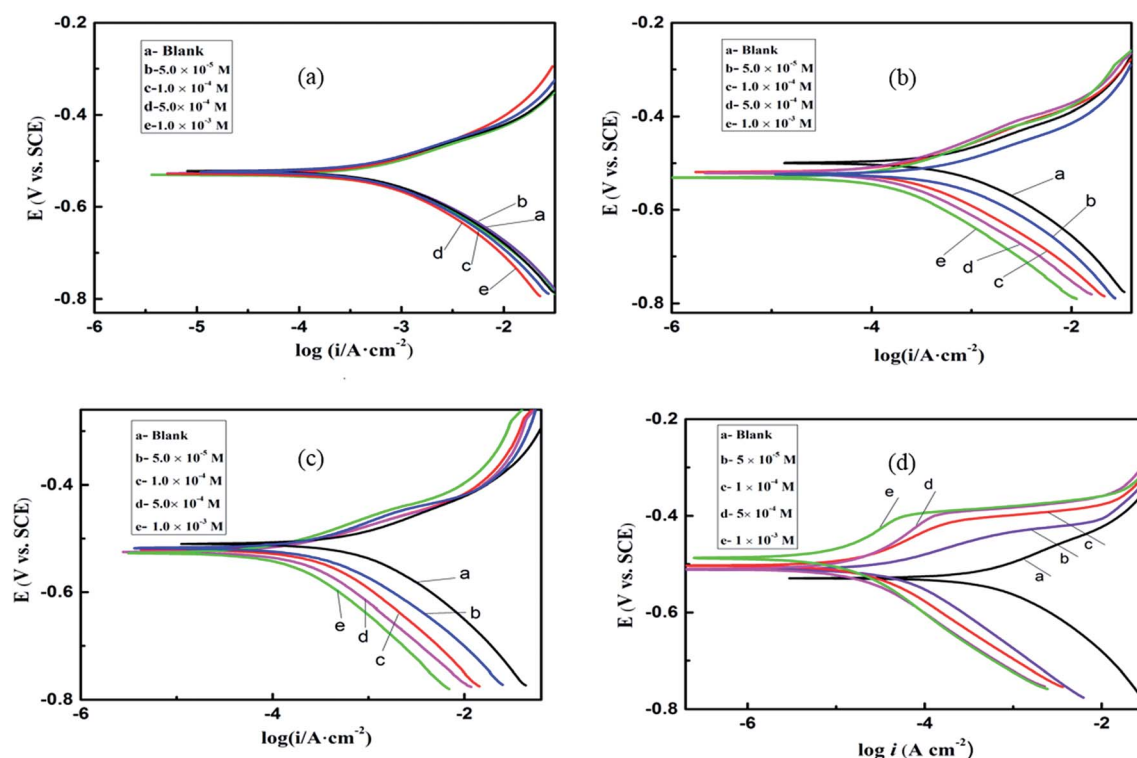 -0.2
a- Blank
b-5.0 × 10⁻⁵ M
c-1.0 × 10⁻⁴ M
d-5.0× 10⁻⁴ M
e-1.0 × 10⁻³ M
(a)
-0.4
-0.6
-0.8
E (V vs. SCE)
b
a
d
c
e
-6 -5 -4 -3 -2
log (i/A·cm⁻²)
-0.2
a- Blank
b- 5.0 × 10⁻⁵ M
c- 1.0 × 10⁻⁴ M
d-5.0× 10⁻⁴ M
e- 1.0 × 10⁻³ M
(b)
-0.4
-0.6
-0.8
E (V vs. SCE)
a
b
e
d
c
-6 -4 -2
log(i/A·cm⁻²)
a- Blank
b- 5.0 × 10⁻⁵ M
c- 1.0 × 10⁻⁴ M
d- 5.0× 10⁻⁴ M
e- 1.0× 10⁻³ M
(c)
-0.4
-0.6
-0.8
E (V vs. SCE)
a
b
e
d
c
-6 -4 -2
log(i/A·cm⁻²)
-0.2
a- Blank
b- 5 × 10⁻⁵ M
c- 1 × 10⁻⁴ M
d- 5× 10⁻⁴ M
e- 1 × 10⁻³ M
(d)
-0.4
-0.6
-0.8
E (V vs. SCE)
e
d
c
b
a
-6 -4 -2
log i (A cm⁻²)